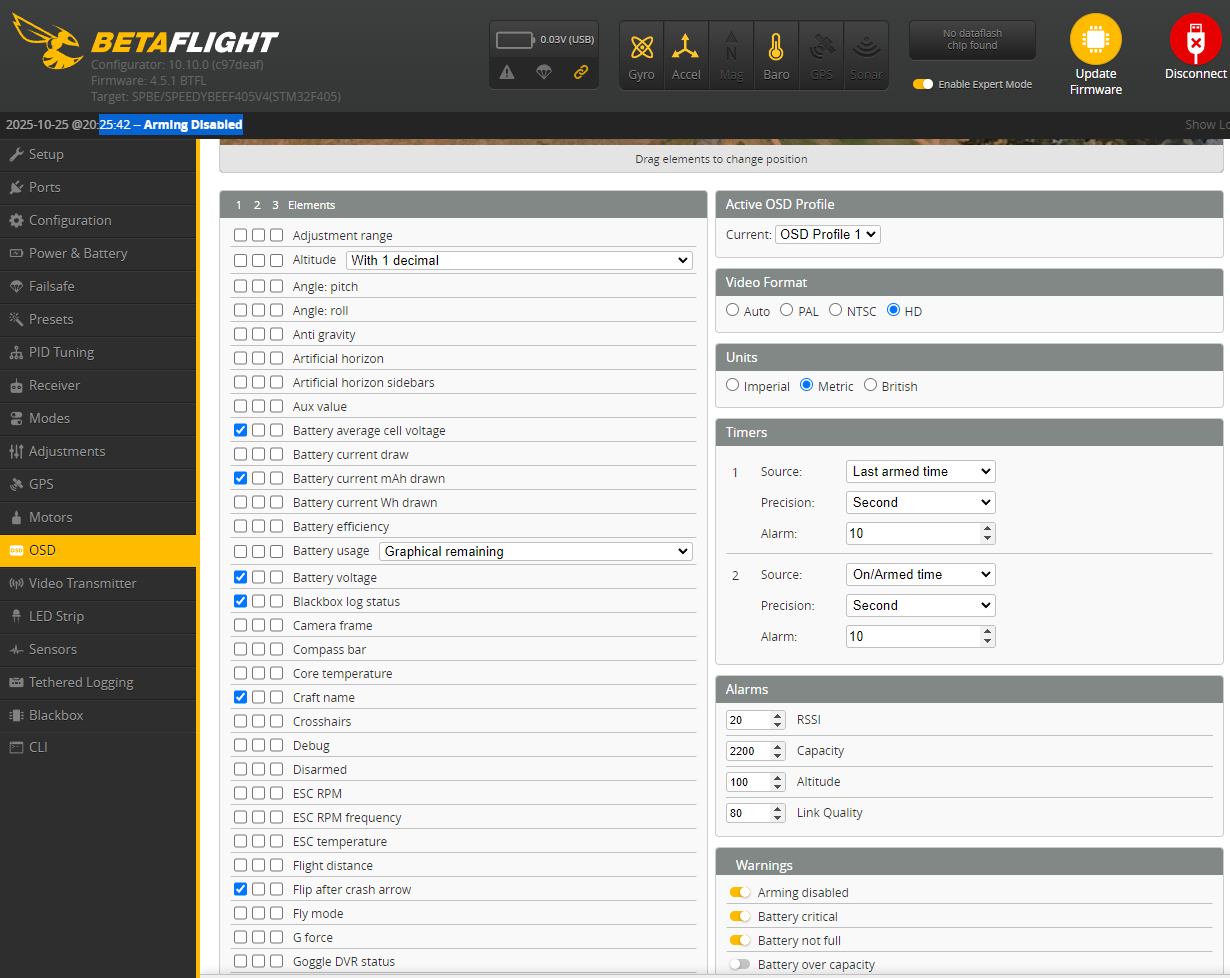 BETAFLIGHT
Configurator: 10.10.0 (c97deaf)
Firmware: 4.5.1 BTFL
Target: SPBE/SPEEDYBEEF405V4(STM32F405)
0.03V (USB)
Gyro Accel Mag Baro GPS Sonar
No dataflash
chip found
Enable Expert Mode
Update
Firmware
Disconnect
2025-10-25 @20:25:42 – Arming Disabled
Show Lo
Setup
Ports
Configuration
Power & Battery
Failsafe
Presets
PID Tuning
Receiver
Modes
Adjustments
GPS
Motors
OSD OSD
Video Transmitter
LED Strip
Sensors
Tethered Logging
Blackbox
CLI
Drag elements to change position
1 2 3 Elements
Adjustment range
Altitude With 1 decimal
Angle: pitch
Angle: roll
Anti gravity
Artificial horizon
Artificial horizon sidebars
Aux value
Battery average cell voltage
Battery current draw
Battery current mAh drawn
Battery current Wh drawn
Battery efficiency
Battery usage Graphical remaining
Battery voltage
Blackbox log status
Camera frame
Compass bar
Core temperature
Craft name
Crosshairs
Debug
Disarmed
ESC RPM
ESC RPM frequency
ESC temperature
Flight distance
Flip after crash arrow
Fly mode
G force
Goggle DVR status
Active OSD Profile
Current: OSD Profile 1
Video Format
Auto PAL NTSC HD
Units
Imperial Metric British
Timers
1 Source: Last armed time
Precision: Second
Alarm: 10
2 Source: On/Armed time
Precision: Second
Alarm: 10
Alarms
20 RSSI
2200 Capacity
100 Altitude
80 Link Quality
Warnings
Arming disabled
Battery critical
Battery not full
Battery over capacity